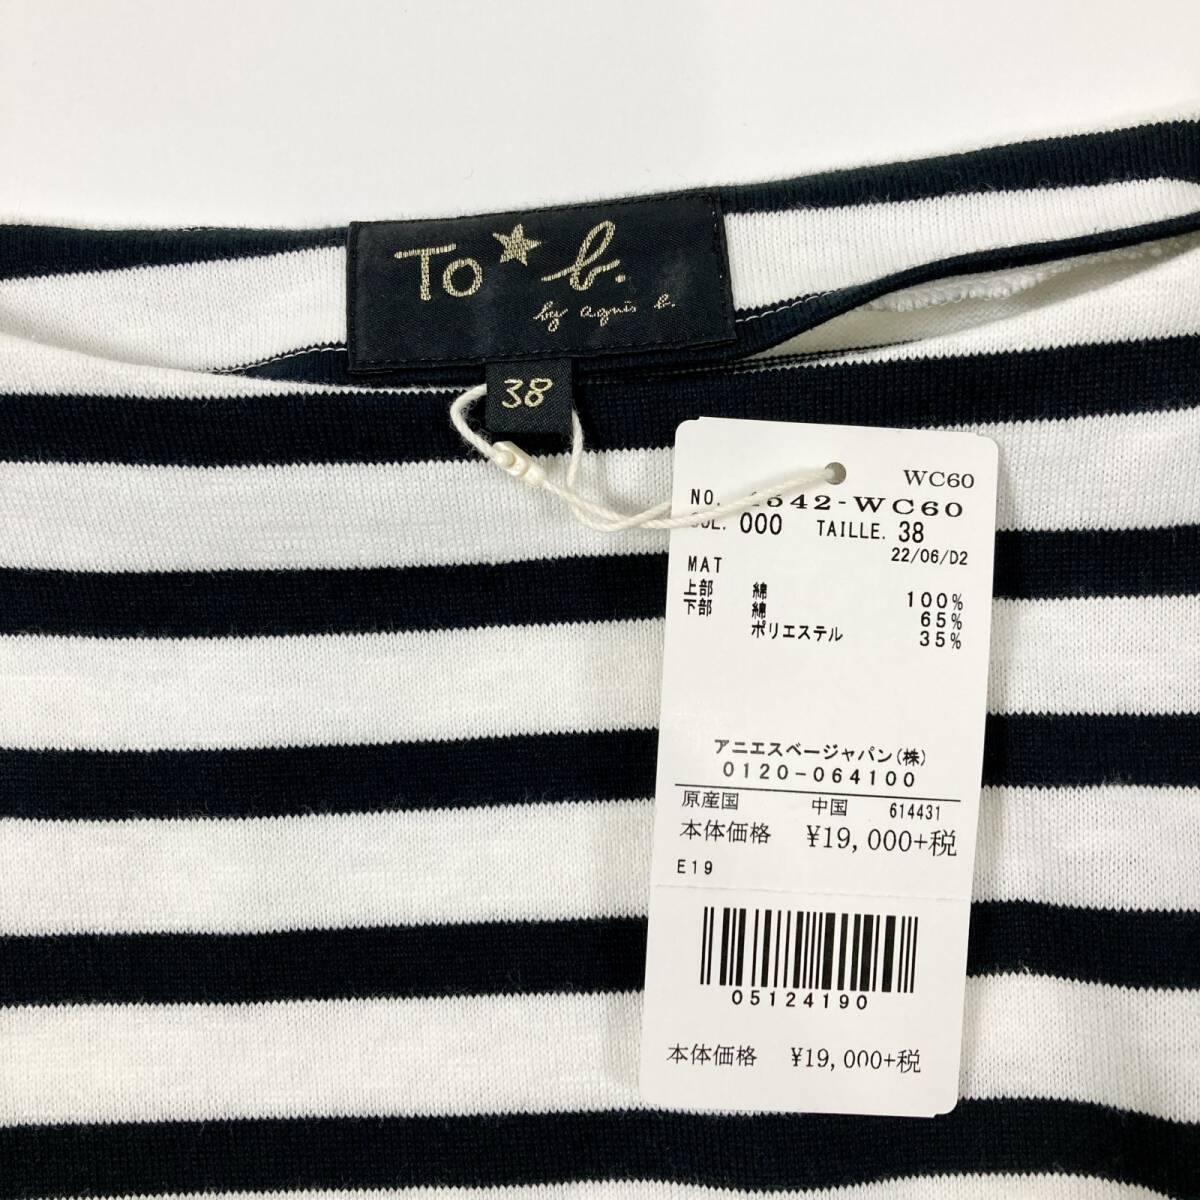 To★b.
by agnès b.
38
WC60
NO. 4542-WC60
COL. 000 TAILLE. 38
22/06/D2
MAT
上部 綿 100%
下部 綿 65%
ポリエステル 35%
アニエスベージャパン(株)
0120-064100
原産国 中国 614431
本体価格 ¥19,000+税
E19
05124190
本体価格 ¥19,000+税